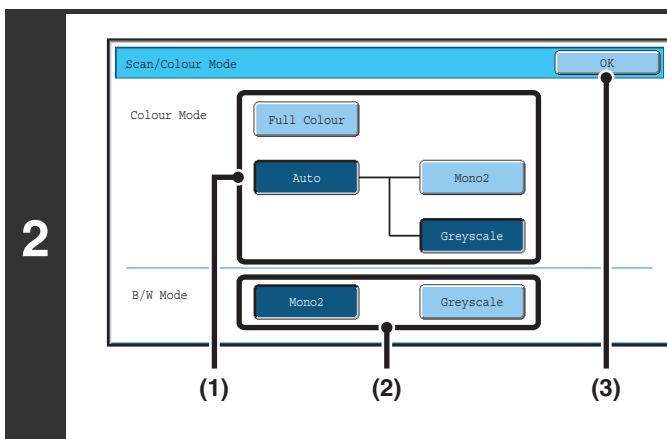 2
Scan/Colour Mode OK
Colour Mode Full Colour
Auto Mono2
Greyscale
B/W Mode Mono2 Greyscale
(1) (2) (3)